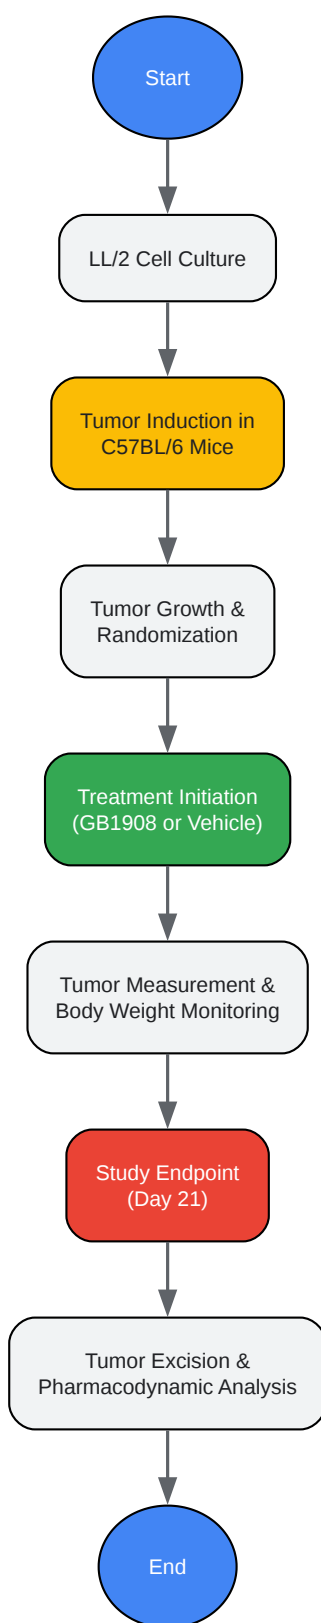 Start
LL/2 Cell Culture
Tumor Induction in
C57BL/6 Mice
Tumor Growth &
Randomization
Treatment Initiation
(GB1908 or Vehicle)
Tumor Measurement &
Body Weight Monitoring
Study Endpoint
(Day 21)
Tumor Excision &
Pharmacodynamic Analysis
End